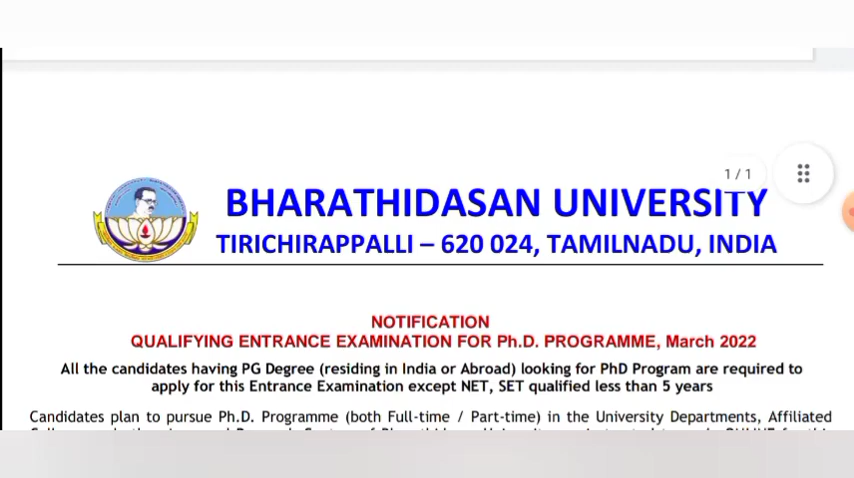 1 / 1
BHARATHIDASAN UNIVERSITY
TIRICHIRAPPALLI – 620 024, TAMILNADU, INDIA
NOTIFICATION
QUALIFYING ENTRANCE EXAMINATION FOR Ph.D. PROGRAMME, March 2022
All the candidates having PG Degree (residing in India or Abroad) looking for PhD Program are required to
apply for this Entrance Examination except NET, SET qualified less than 5 years
Candidates plan to pursue Ph.D. Programme (both Full-time / Part-time) in the University Departments, Affiliated